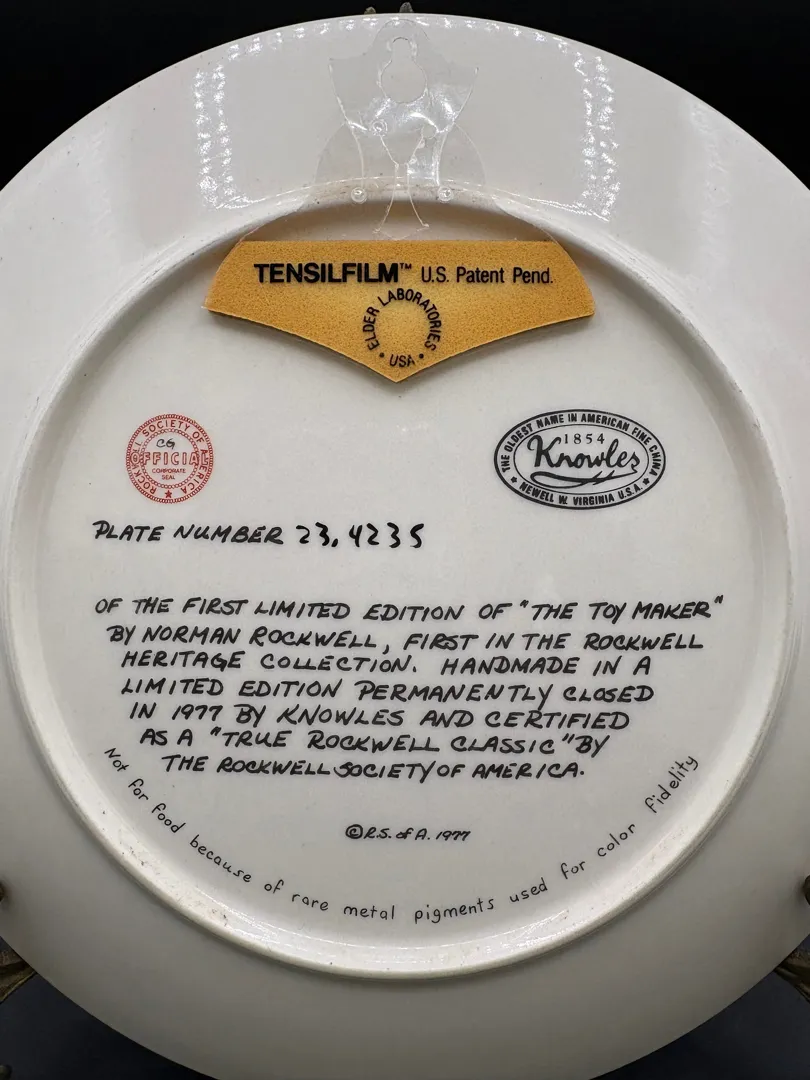 TENSILFILM™ U.S. Patent Pend.
ELDER LABORATORIES
• USA •
ROCKWELL SOCIETY OF AMERICA ★
CG
OFFICIAL
CORPORATE
SEAL
THE OLDEST NAME IN AMERICAN FINE CHINA
1854
Knowles
★ NEWELL W. VIRGINIA U.S.A. ★
PLATE NUMBER 23,4235
OF THE FIRST LIMITED EDITION OF "THE TOY MAKER"
BY NORMAN ROCKWELL, FIRST IN THE ROCKWELL
HERITAGE COLLECTION. HANDMADE IN A
LIMITED EDITION PERMANENTLY CLOSED
IN 1977 BY KNOWLES AND CERTIFIED
AS A "TRUE ROCKWELL CLASSIC" BY
THE ROCKWELL SOCIETY OF AMERICA.
Not for food because of rare metal pigments used for color fidelity
©R.S. of A. 1977